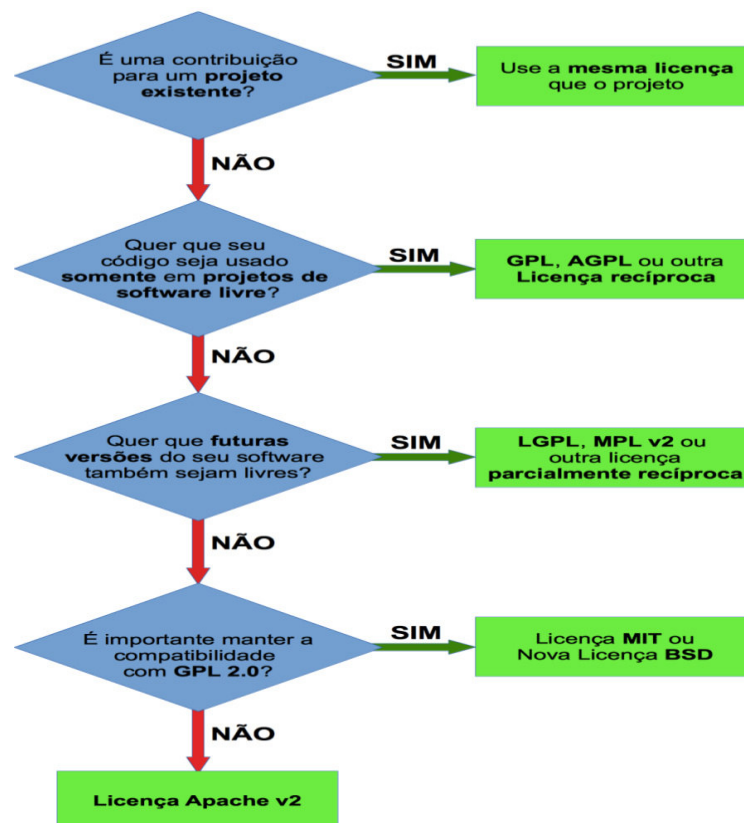 É uma contribuição
para um projeto
existente?
SIM
Use a mesma licença
que o projeto
NÃO
Quer que seu
código seja usado
somente em projetos de
software livre?
SIM
GPL, AGPL ou outra
Licença recíproca
NÃO
Quer que futuras
versões do seu software
também sejam livres?
SIM
LGPL, MPL v2 ou
outra licença
parcialmente recíproca
NÃO
É importante manter a
compatibilidade
com GPL 2.0?
SIM
Licença MIT ou
Nova Licença BSD
NÃO
Licença Apache v2